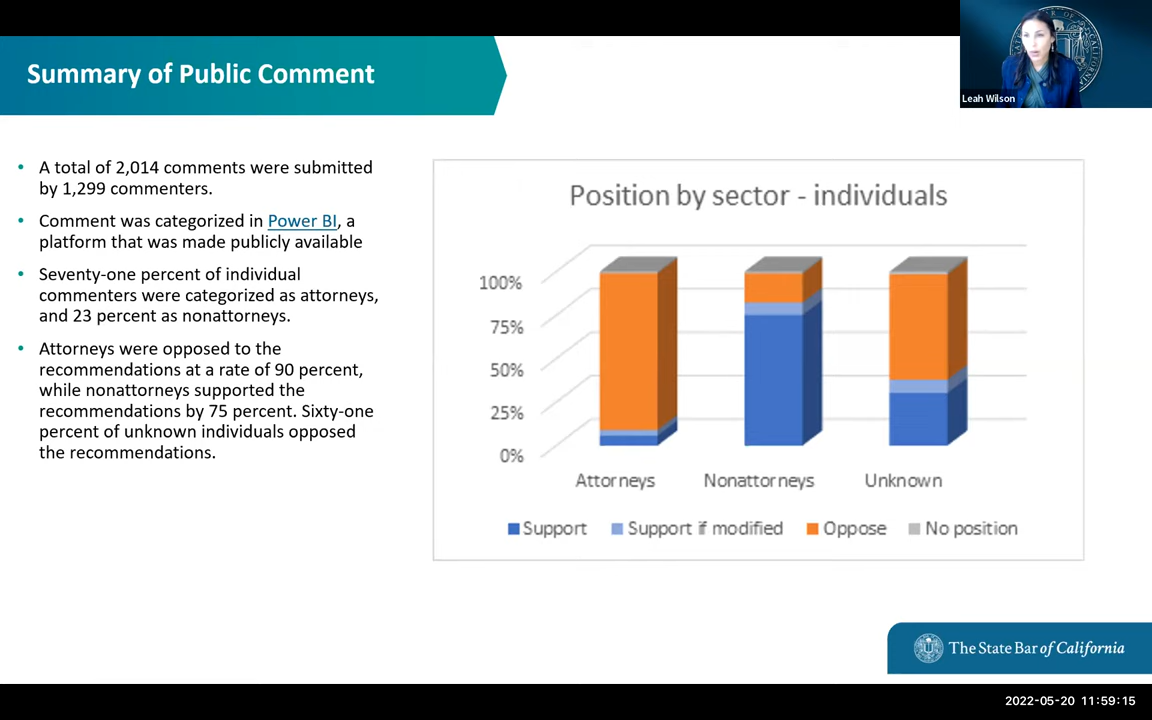 Summary of Public Comment
Leah Wilson
• A total of 2,014 comments were submitted
by 1,299 commenters.
• Comment was categorized in Power BI, a
platform that was made publicly available
• Seventy-one percent of individual
commenters were categorized as attorneys,
and 23 percent as nonattorneys.
• Attorneys were opposed to the
recommendations at a rate of 90 percent,
while nonattorneys supported the
recommendations by 75 percent. Sixty-one
percent of unknown individuals opposed
the recommendations.
Position by sector - individuals
100%
75%
50%
25%
0%
Attorneys Nonattorneys Unknown
Support Support if modified Oppose No position
The State Bar of California
2022-05-20 11:59:15